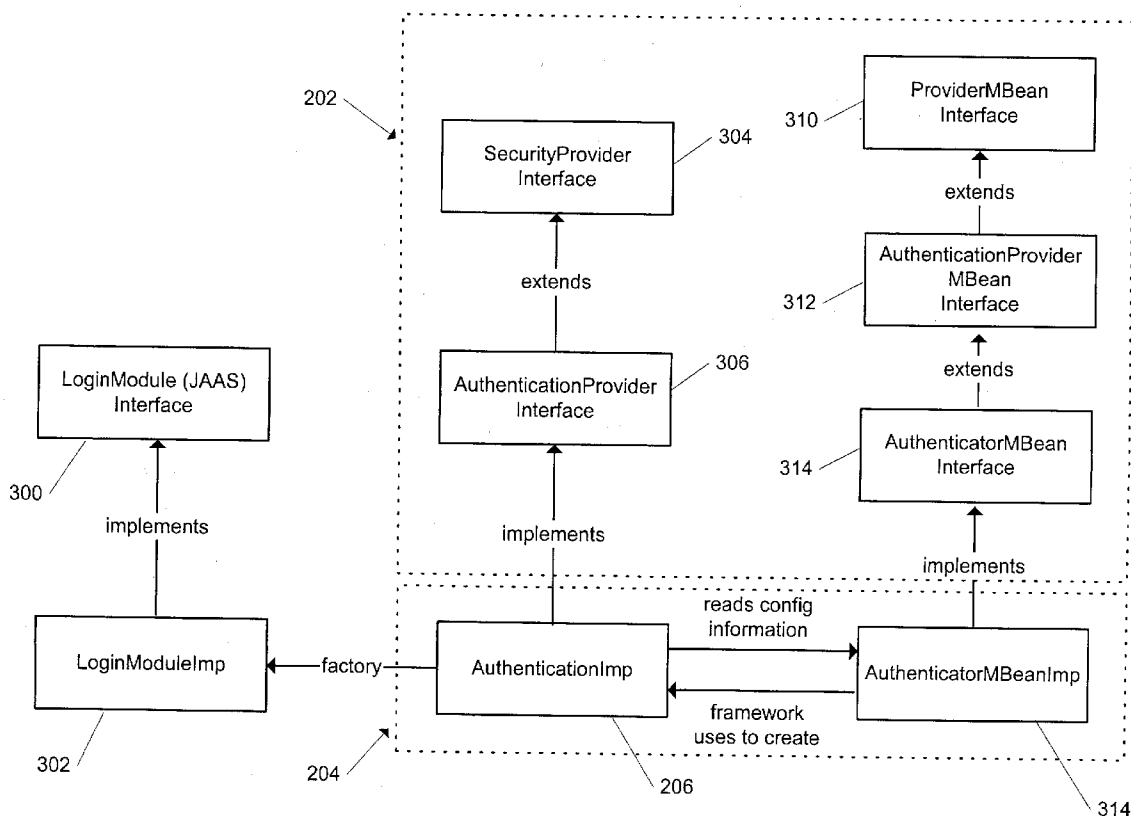 202
SecurityProvider
Interface
304
310
ProviderMBean
Interface
extends
extends
AuthenticationProvider
MBean
Interface
312
LoginModule (JAAS)
Interface
300
AuthenticationProvider
Interface
306
extends
314
AuthenticatorMBean
Interface
implements
implements
implements
LoginModuleImp
302
factory
AuthenticationImp
reads config
information
framework
uses to create
AuthenticatorMBeanImp
204
206
314